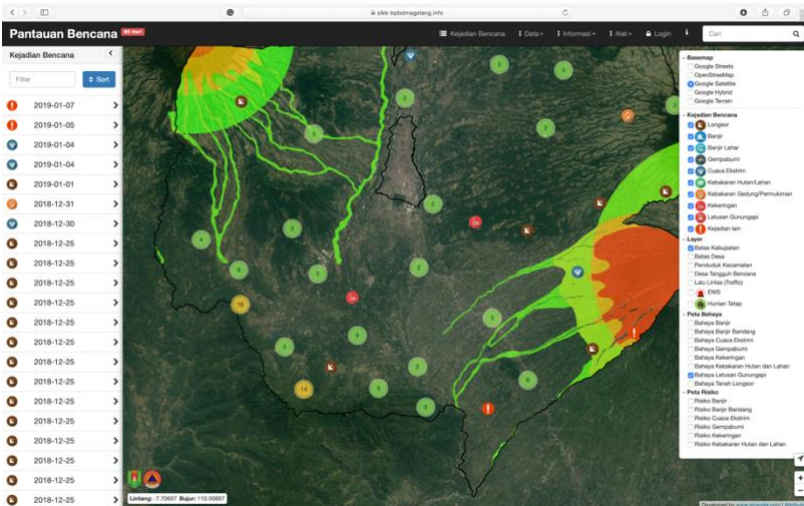 sikk-bpbdmagelang.info
Pantauan Bencana
Kejadian Bencana
Data
Informasi
Alat
Login
Cari
Kejadian Bencana
Filter
Sort
2019-01-07
2019-01-05
2019-01-04
2019-01-04
2019-01-01
2018-12-31
2018-12-30
2018-12-25
2018-12-25
2018-12-25
2018-12-25
2018-12-25
2018-12-25
2018-12-25
2018-12-25
2018-12-25
2018-12-25
2018-12-25
2018-12-25
2018-12-25
2018-12-25
Basemap
Google Streets
OpenStreetMap
Google Satellite
Google Hybrid
Google Terrain
Kejadian Bencana
Longsor
Banjir
Banjir Lahar
Gempabumi
Cuaca Ekstrim
Kebakaran Hutan/Lahan
Kebakaran Gedung/Permukiman
Kekeringan
Letusan Gunungapi
Kejadian lain
Layer
Batas Kabupaten
Batas Desa
Penduduk Kecamatan
Desa Tangguh Bencana
Lalu Lintas (Traffic)
EWS
Hunian Tetap
Peta Bahaya
Bahaya Banjir
Bahaya Banjir Bandang
Bahaya Cuaca Ekstrim
Bahaya Gempabumi
Bahaya Kekeringan
Bahaya Kebakaran Hutan dan Lahan
Bahaya Letusan Gunungapi
Bahaya Tanah Longsor
Peta Risiko
Risiko Banjir
Risiko Banjir Bandang
Risiko Cuaca Ekstrim
Risiko Gempabumi
Risiko Kekeringan
Risiko Kebakaran Hutan dan Lahan
Lintang: -7.70657 Bujur: 110.50667